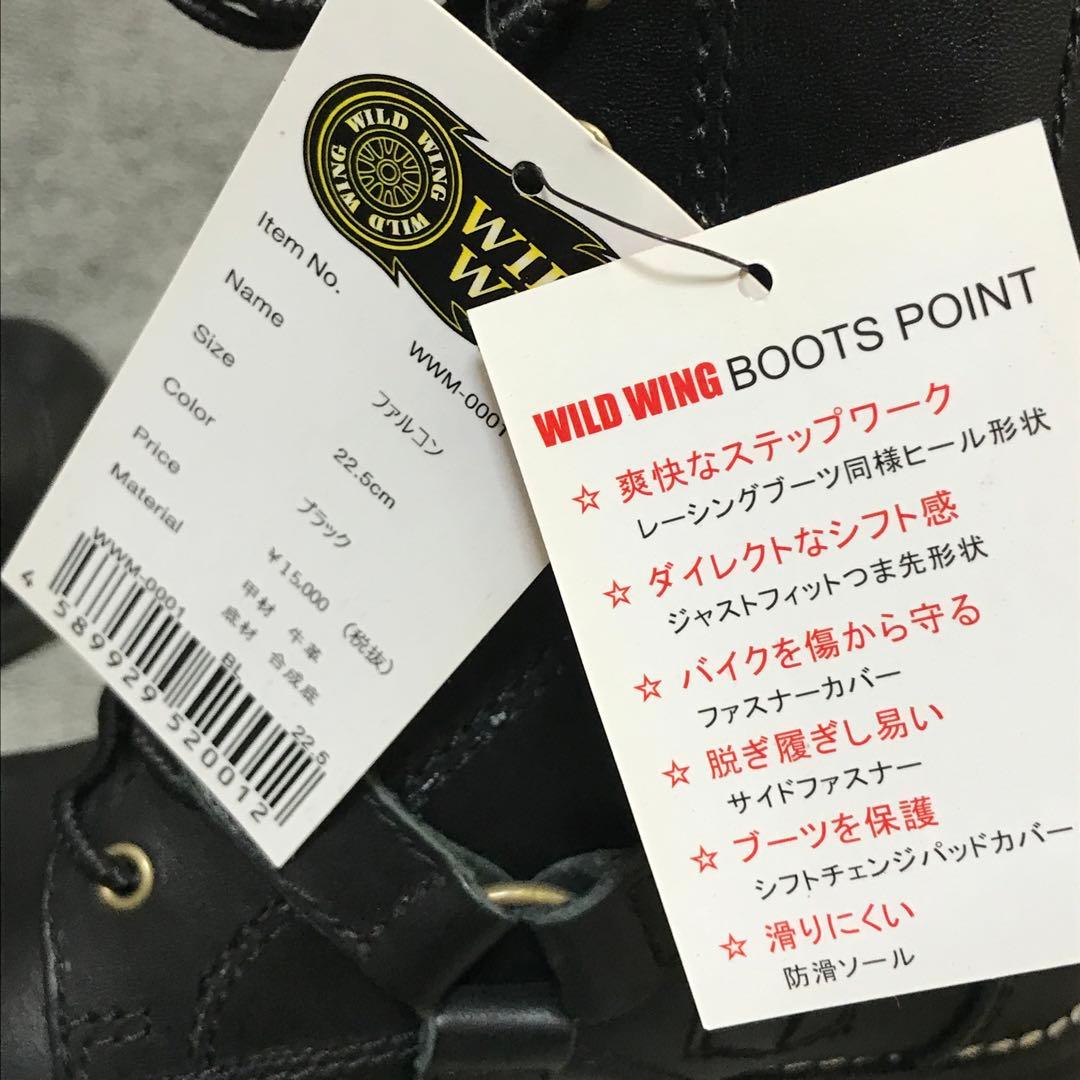 WILD WING WILD WING
WIL
W
Item No. WWM-0001
Name ファルコン
Size 22.5cm
Color ブラック
Price ￥15,000 (税抜)
Material 甲材 牛革
底材 合成底
WWM-0001 BL 22.5
4 589929 520012
WILD WING BOOTS POINT
☆ 爽快なステップワーク
レーシングブーツ同様ヒール形状
☆ ダイレクトなシフト感
ジャストフィットつま先形状
☆ バイクを傷から守る
ファスナーカバー
☆ 脱ぎ履ぎし易い
サイドファスナー
☆ ブーツを保護
シフトチェンジパッドカバー
☆ 滑りにくい
防滑ソール